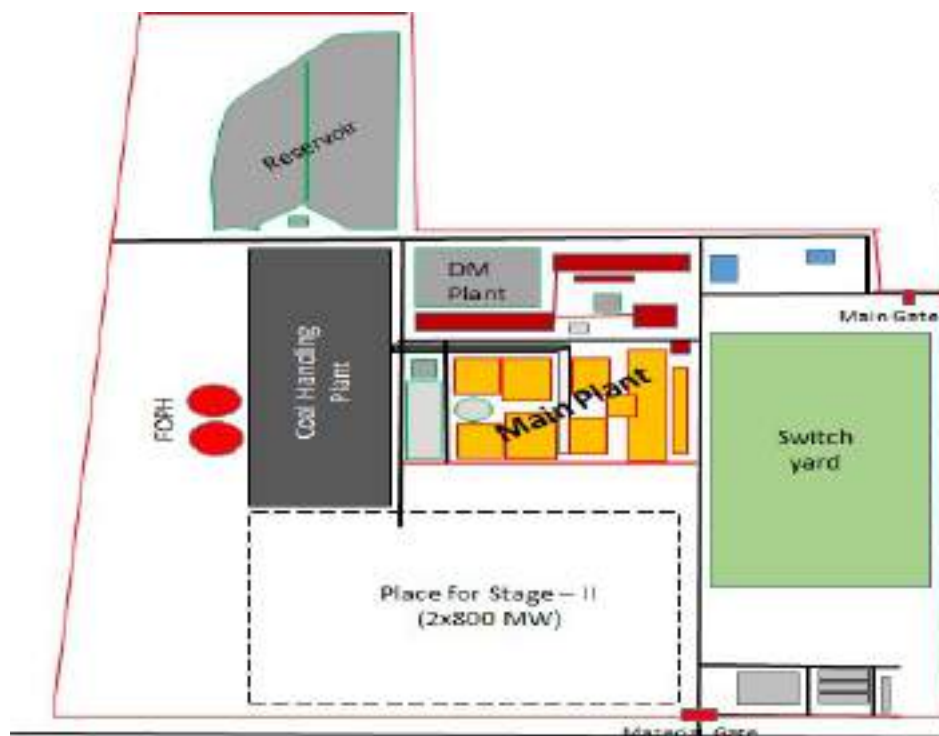 Reservoir
DM
Plant
Main Gate
Coal Handing
Plant
FOPH
Main Plant
Switch
yard
Place for Stage – II
(2x800 MW)
Gate